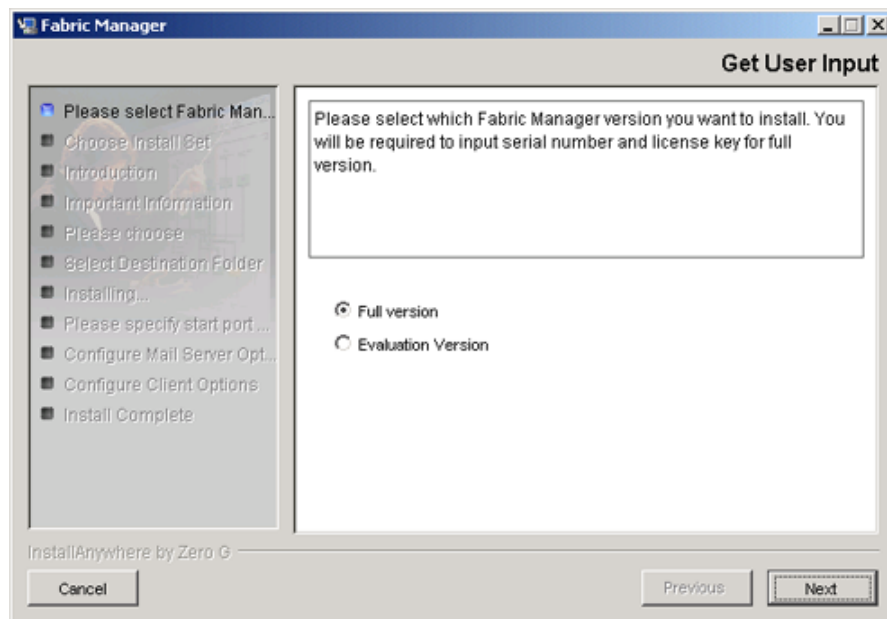 Fabric Manager
Get User Input
Please select Fabric Man...
Choose Install Set
Introduction
Important Information
Please choose
Select Destination Folder
Installing...
Please specify start port ...
Configure Mail Server Opt...
Configure Client Options
Install Complete
Please select which Fabric Manager version you want to install. You
will be required to input serial number and license key for full
version.
Full version
Evaluation Version
InstallAnywhere by Zero G
Cancel
Previous
Next